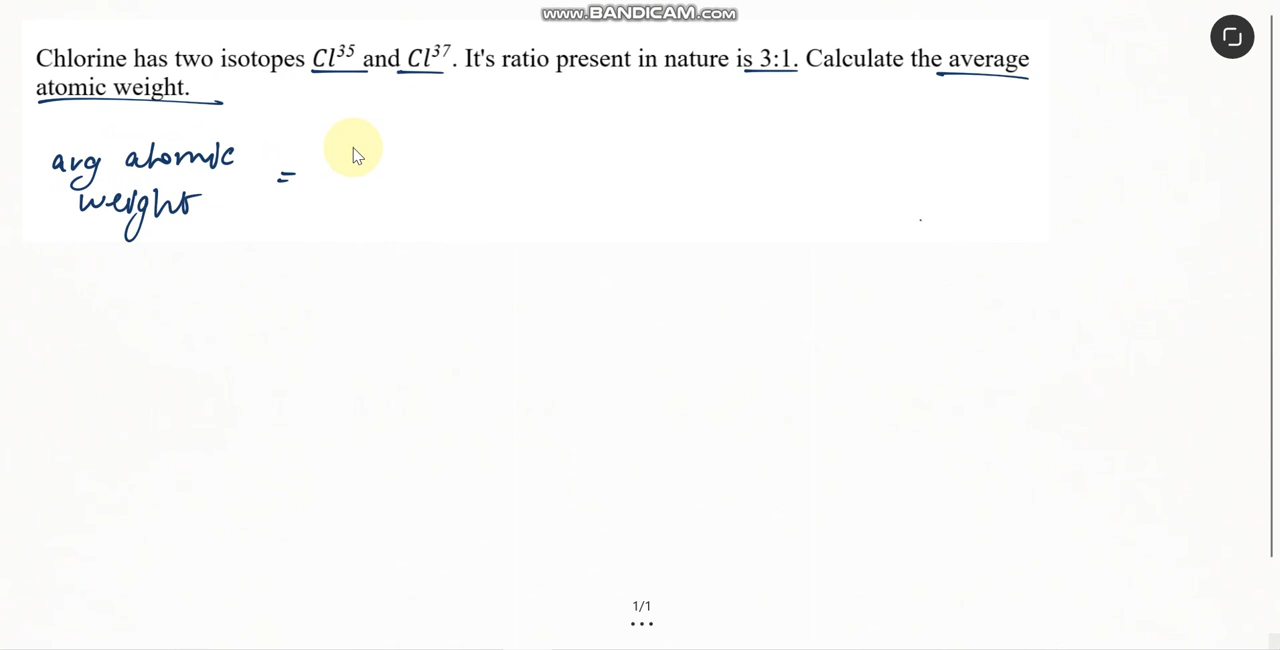 www.BANDICAM.com
Chlorine has two isotopes Cl³⁵ and Cl³⁷. It's ratio present in nature is 3:1. Calculate the average
atomic weight.
avg atomic
weight =
1/1